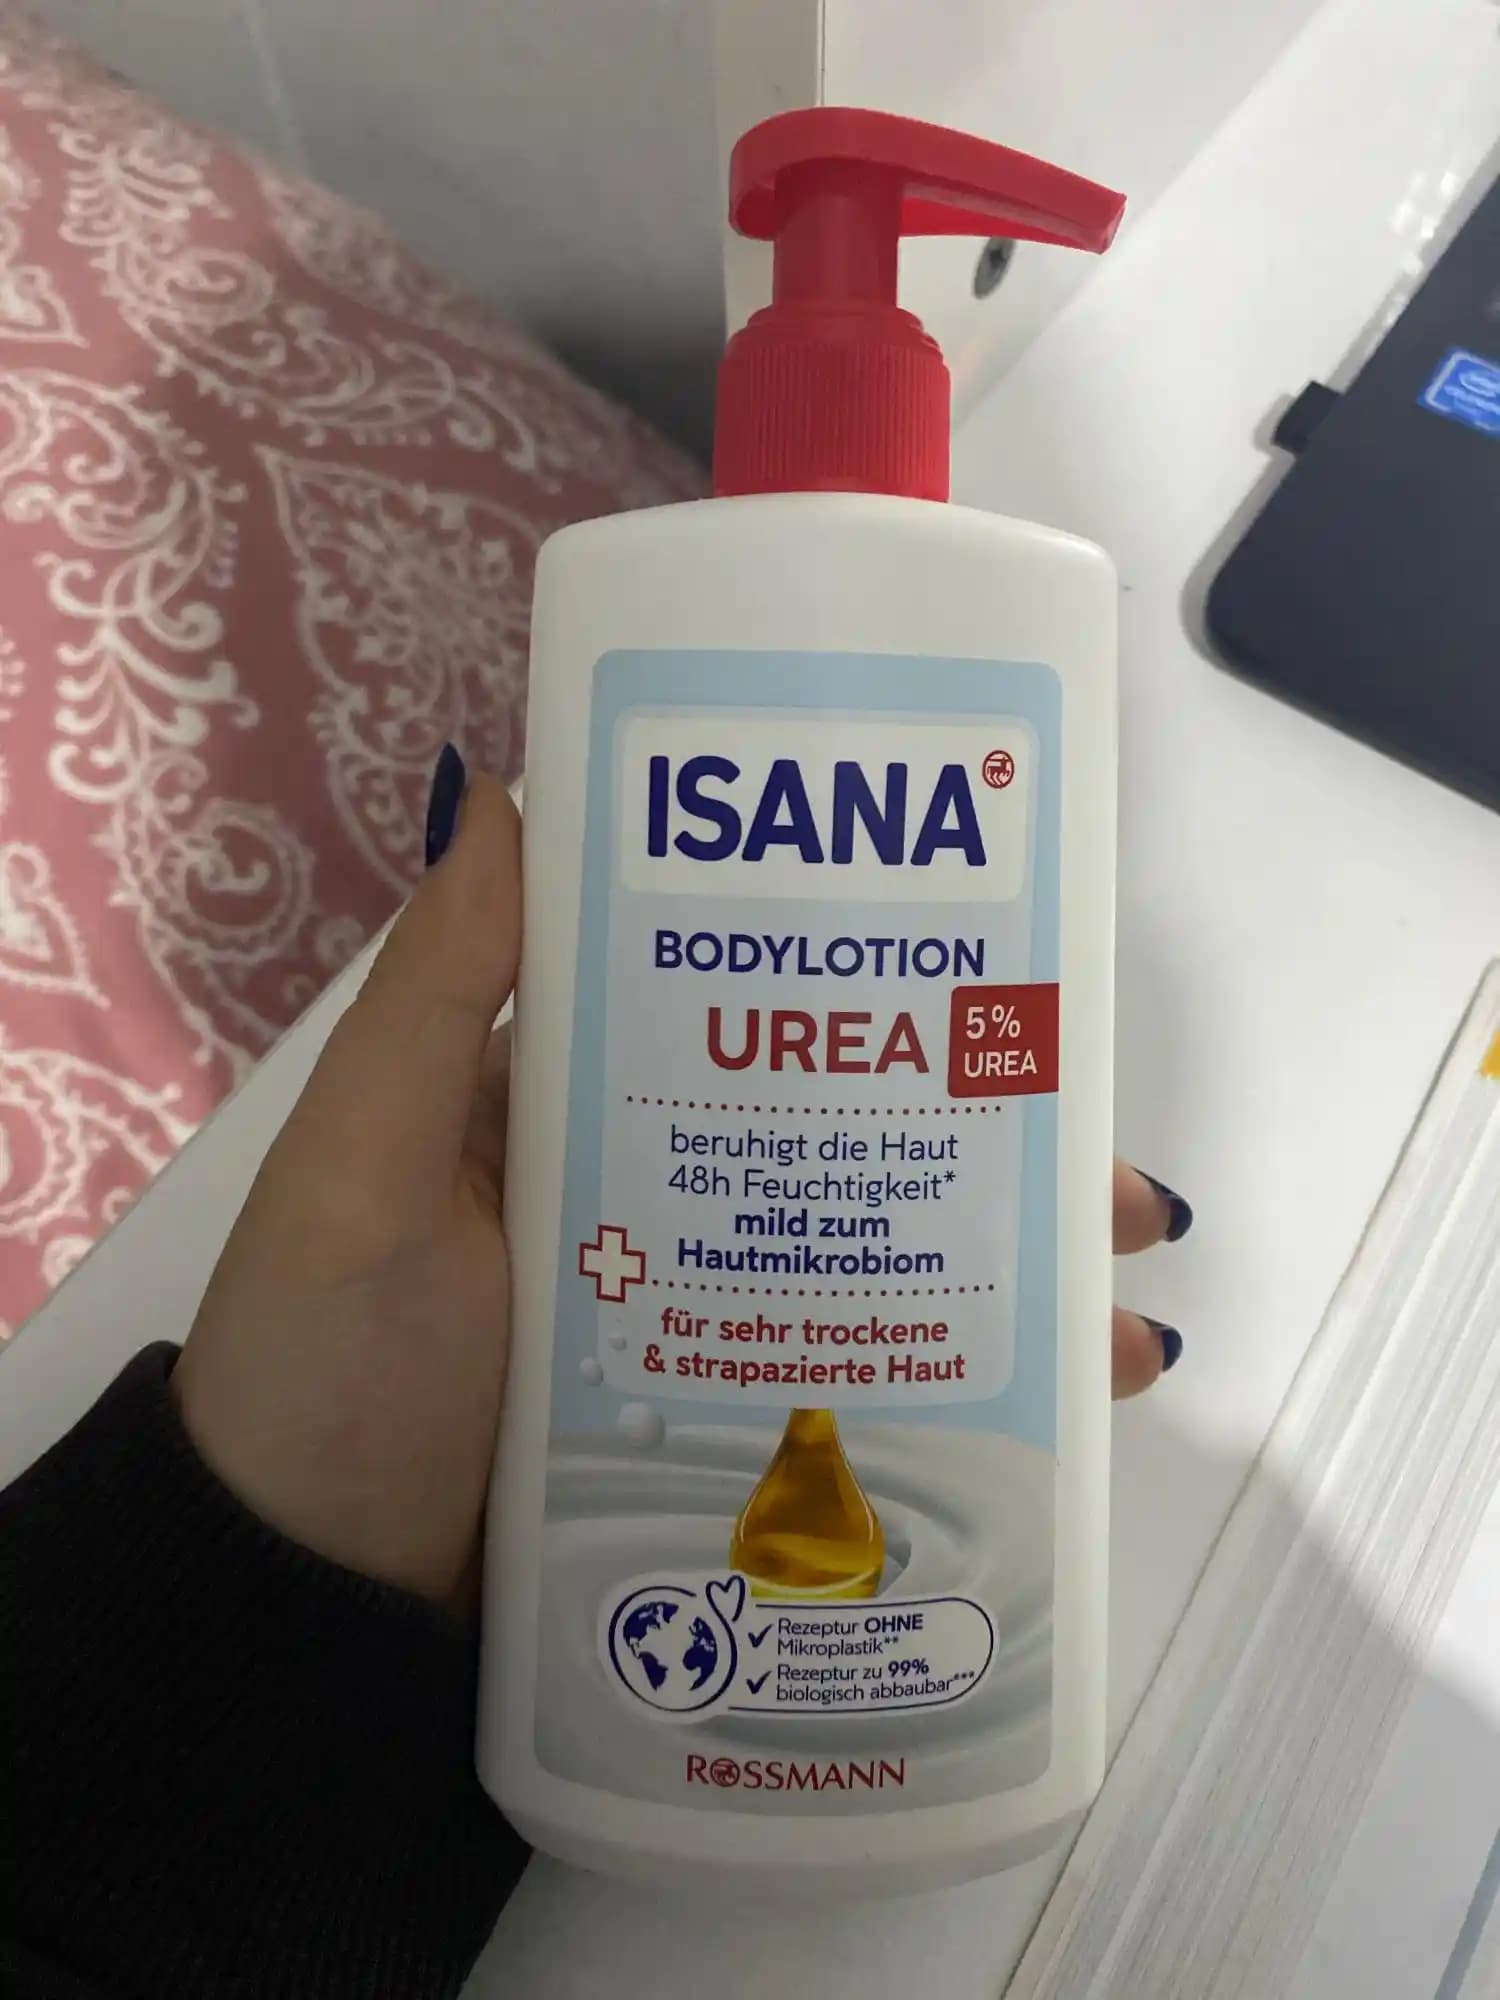 ISANA
BODYLOTION
UREA
5%
UREA
beruhigt die Haut
48h Feuchtigkeit*
mild zum
Hautmikrobiom
für sehr trockene
& strapazierte Haut
✓ Rezeptur OHNE
Mikroplastik**
✓ Rezeptur zu 99%
biologisch abbaubar***
ROSSMANN